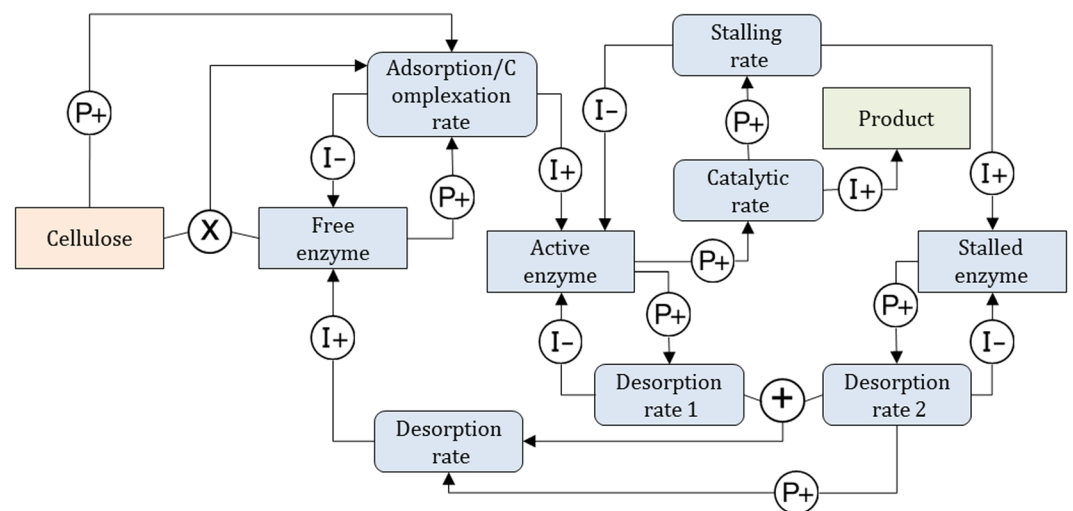 Stalling
rate
P+
Adsorption/C
omplexation
rate
I-
P+
Product
P+
I-
I+
P+
Catalytic
rate
I+
I+
Cellulose
X
Free
enzyme
Active
enzyme
P+
Stalled
enzyme
I+
I-
P+
P+
I-
Desorption
rate 1
+
Desorption
rate 2
Desorption
rate
P+